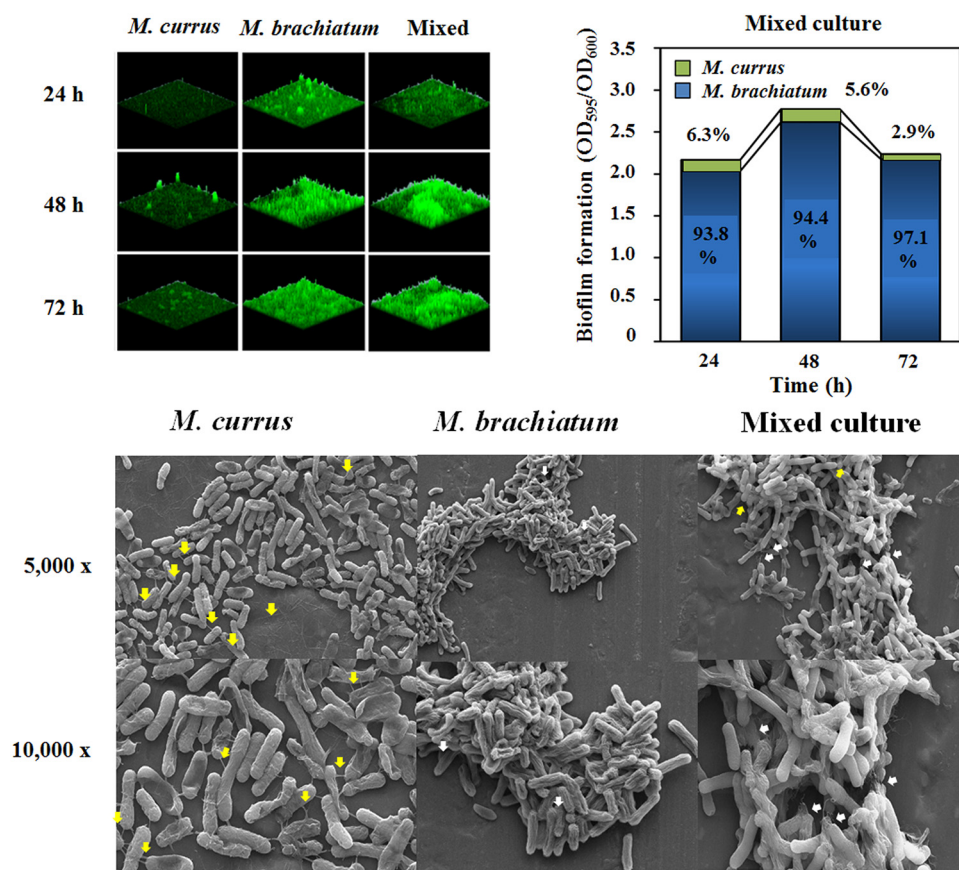 M. currus M. brachiatum Mixed
24 h
48 h
72 h
Mixed culture
Biofilm formation (OD595/OD600)
3.5
3.0
2.5
2.0
1.5
1.0
0.5
0
M. currus
M. brachiatum
6.3%
5.6%
2.9%
93.8
%
94.4
%
97.1
%
24 48 72
Time (h)
M. currus M. brachiatum Mixed culture
5,000 x
10,000 x